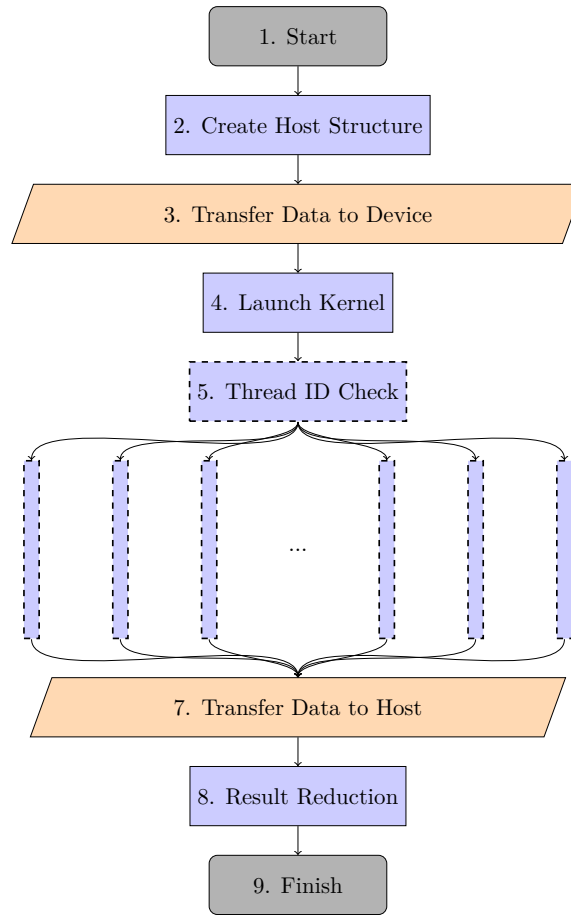 1. Start
2. Create Host Structure
3. Transfer Data to Device
4. Launch Kernel
5. Thread ID Check
...
7. Transfer Data to Host
8. Result Reduction
9. Finish